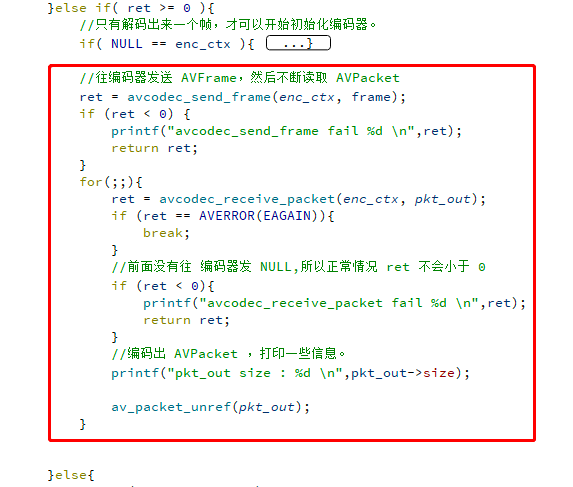 }else if( ret >= 0 ){
//只有解码出来一个帧，才可以开始初始化编码器。
if( NULL == enc_ctx ){ ...}
//往编码器发送 AVFrame，然后不断读取 AVPacket
ret = avcodec_send_frame(enc_ctx, frame);
if (ret < 0) {
printf("avcodec_send_frame fail %d \n",ret);
return ret;
}
for(;;){
ret = avcodec_receive_packet(enc_ctx, pkt_out);
if (ret == AVERROR(EAGAIN)){
break;
}
//前面没有往 编码器发 NULL,所以正常情况 ret 不会小于 0
if (ret < 0){
printf("avcodec_receive_packet fail %d \n",ret);
return ret;
}
//编码出 AVPacket ，打印一些信息。
printf("pkt_out size : %d \n",pkt_out->size);
av_packet_unref(pkt_out);
}
}else{